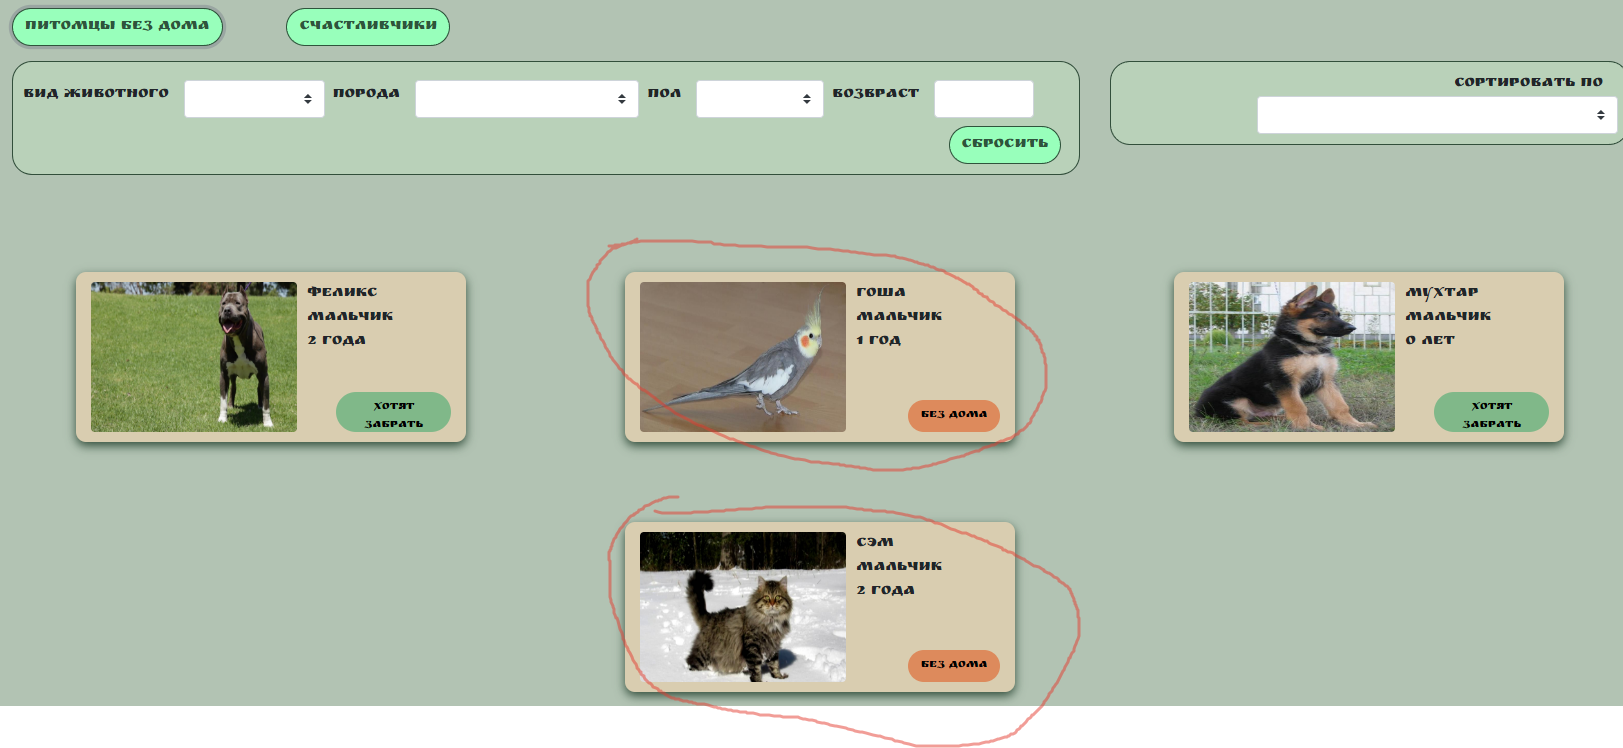 ПИТОМЦЫ БЕЗ ДОМА
СЧАСТЛИВЧИКИ
ВИД ЖИВОТНОГО
ПОРОДА
ПОЛ
ВОЗВРАСТ
СБРОСИТЬ
СОРТИРОВАТЬ ПО
ФЕЛИКС
МАЛЬЧИК
2 ГОДА
ХОТЯТ
ЗАБРАТЬ
ГОША
МАЛЬЧИК
1 ГОД
БЕЗ ДОМА
МУХТАР
МАЛЬЧИК
0 ЛЕТ
ХОТЯТ
ЗАБРАТЬ
СЭМ
МАЛЬЧИК
2 ГОДА
БЕЗ ДОМА